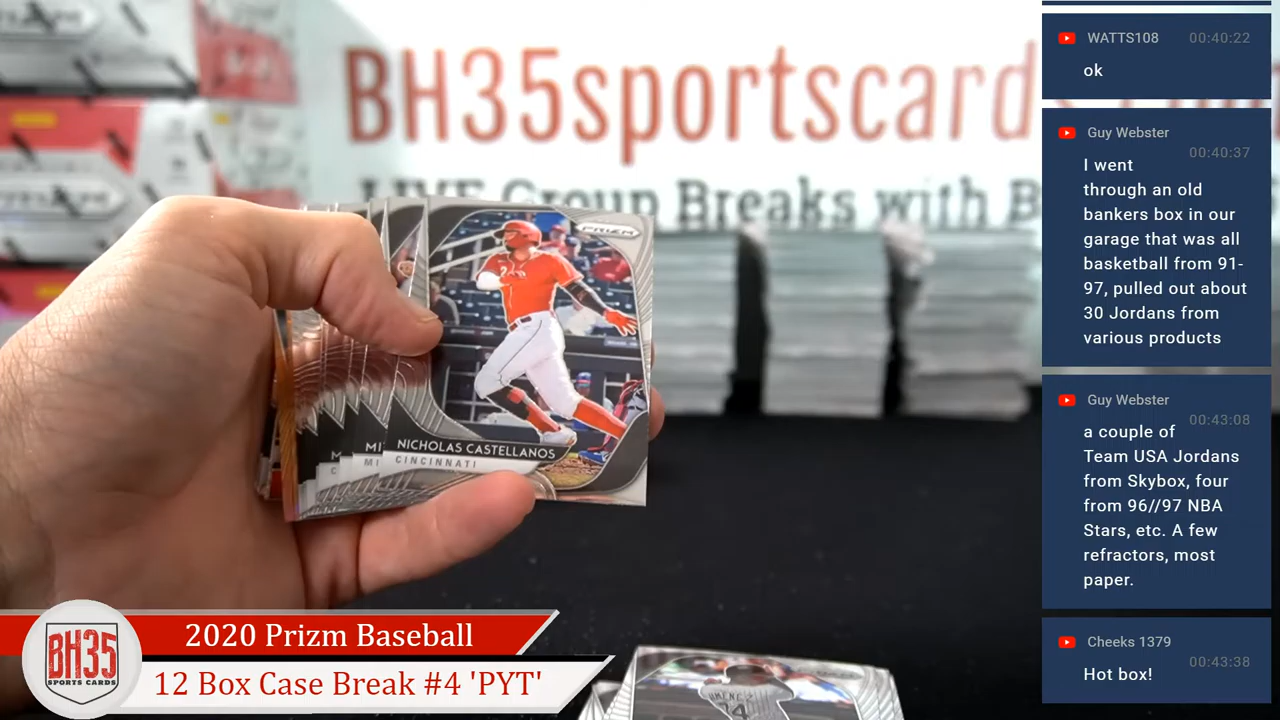 BH35sportscard
LIVE Group Breaks with B
PRIZM
NICHOLAS CASTELLANOS
CINCINNATI
MI
MI
M
C
BH35
SPORTS CARDS
2020 Prizm Baseball
12 Box Case Break #4 'PYT'
WATTS108 00:40:22
ok
Guy Webster
00:40:37
I went
through an old
bankers box in our
garage that was all
basketball from 91-
97, pulled out about
30 Jordans from
various products
Guy Webster
00:43:08
a couple of
Team USA Jordans
from Skybox, four
from 96//97 NBA
Stars, etc. A few
refractors, most
paper.
Cheeks 1379
00:43:38
Hot box!